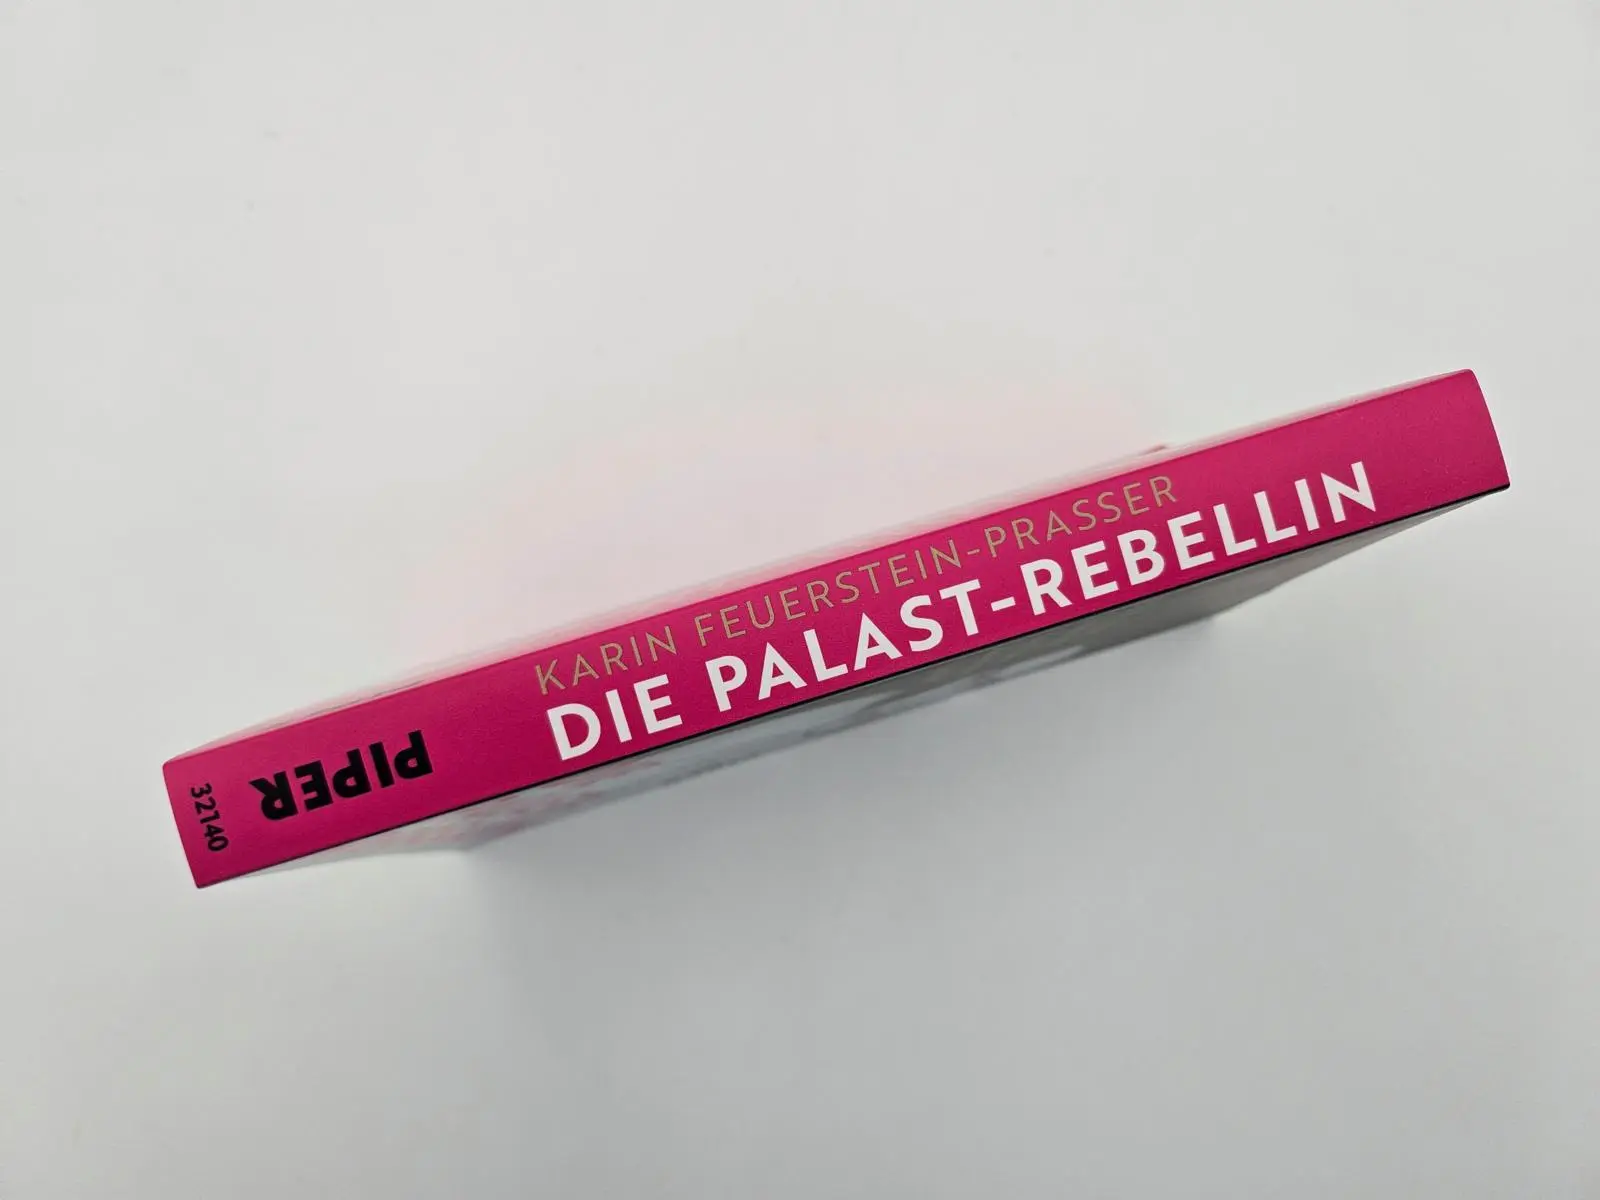 KARIN FEUERSTEIN-PRASSER
DIE PALAST-REBELLIN
PIPER
32140